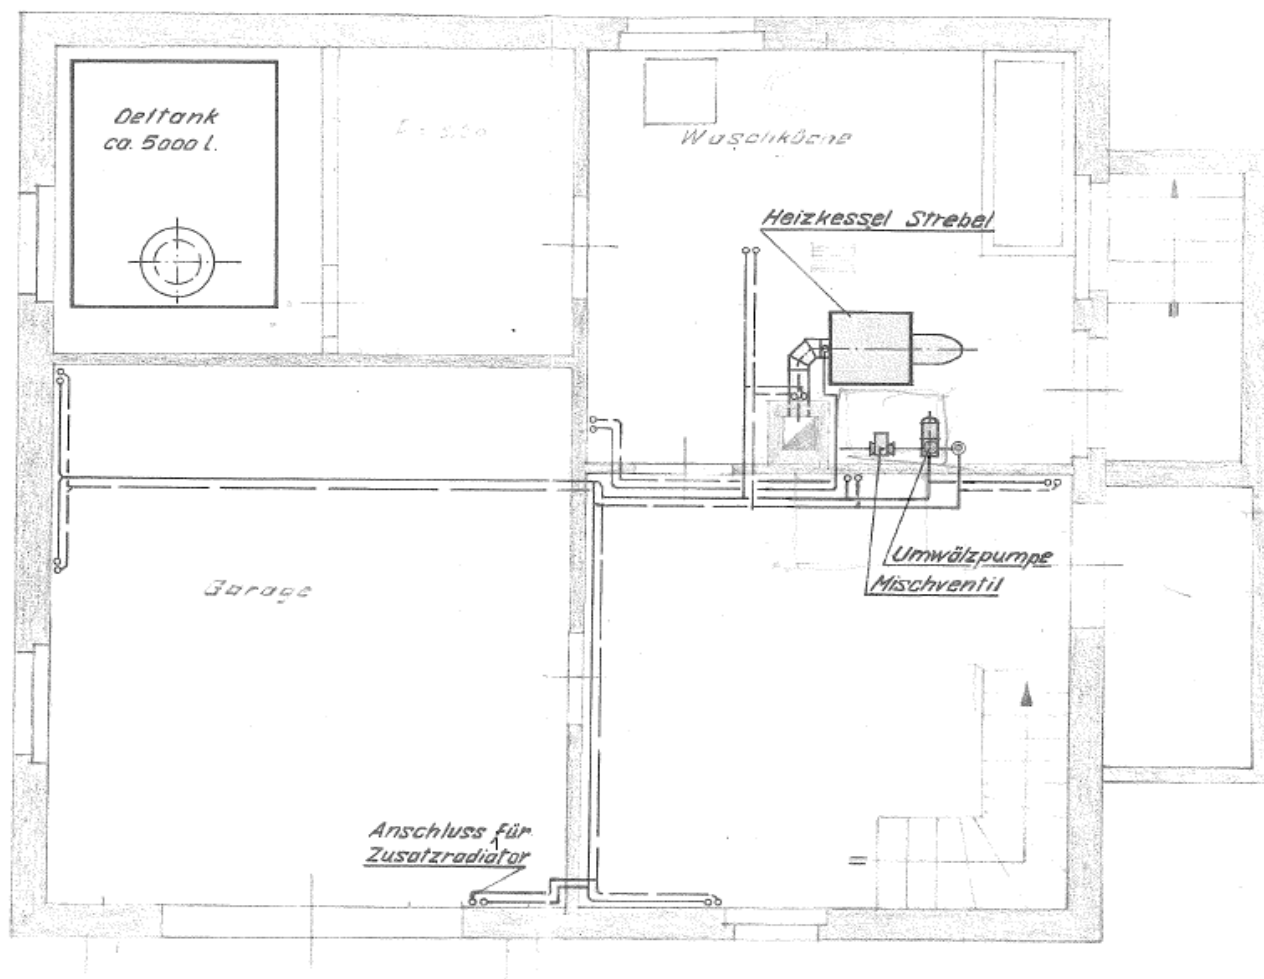 Oeltank
ca. 5000 l.
Waschküche
Heizkessel Strebel
Umwälzpumpe
Mischventil
Garage
Anschluss für
Zusatzradiator